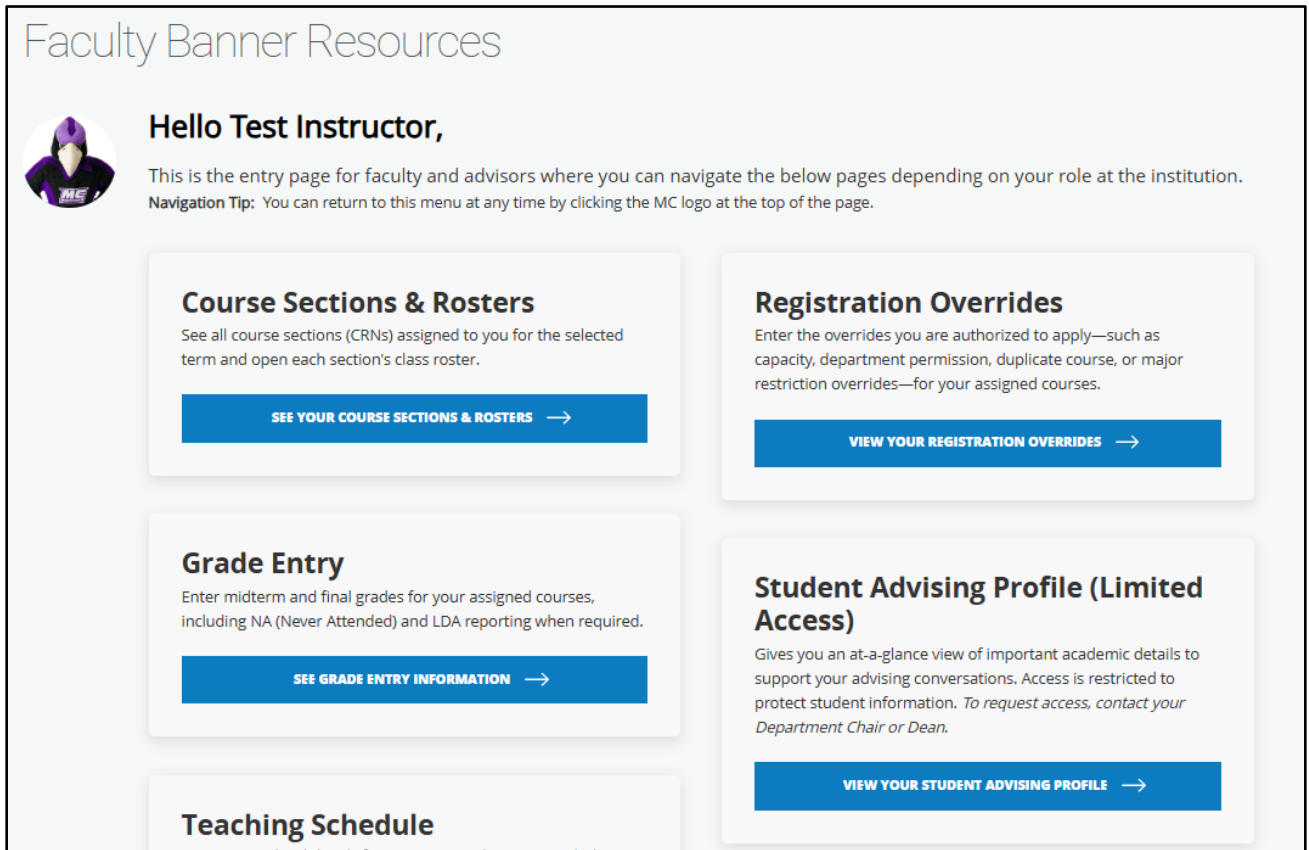 Faculty Banner Resources
Hello Test Instructor,
This is the entry page for faculty and advisors where you can navigate the below pages depending on your role at the institution.
Navigation Tip: You can return to this menu at any time by clicking the MC logo at the top of the page.
MC
Course Sections & Rosters
See all course sections (CRNs) assigned to you for the selected
term and open each section's class roster.
SEE YOUR COURSE SECTIONS & ROSTERS
Registration Overrides
Enter the overrides you are authorized to apply—such as
capacity, department permission, duplicate course, or major
restriction overrides—for your assigned courses.
VIEW YOUR REGISTRATION OVERRIDES
Grade Entry
Enter midterm and final grades for your assigned courses,
including NA (Never Attended) and LDA reporting when required.
SEE GRADE ENTRY INFORMATION
Student Advising Profile (Limited
Access)
Gives you an at-a-glance view of important academic details to
support your advising conversations. Access is restricted to
protect student information. To request access, contact your
Department Chair or Dean.
VIEW YOUR STUDENT ADVISING PROFILE
Teaching Schedule